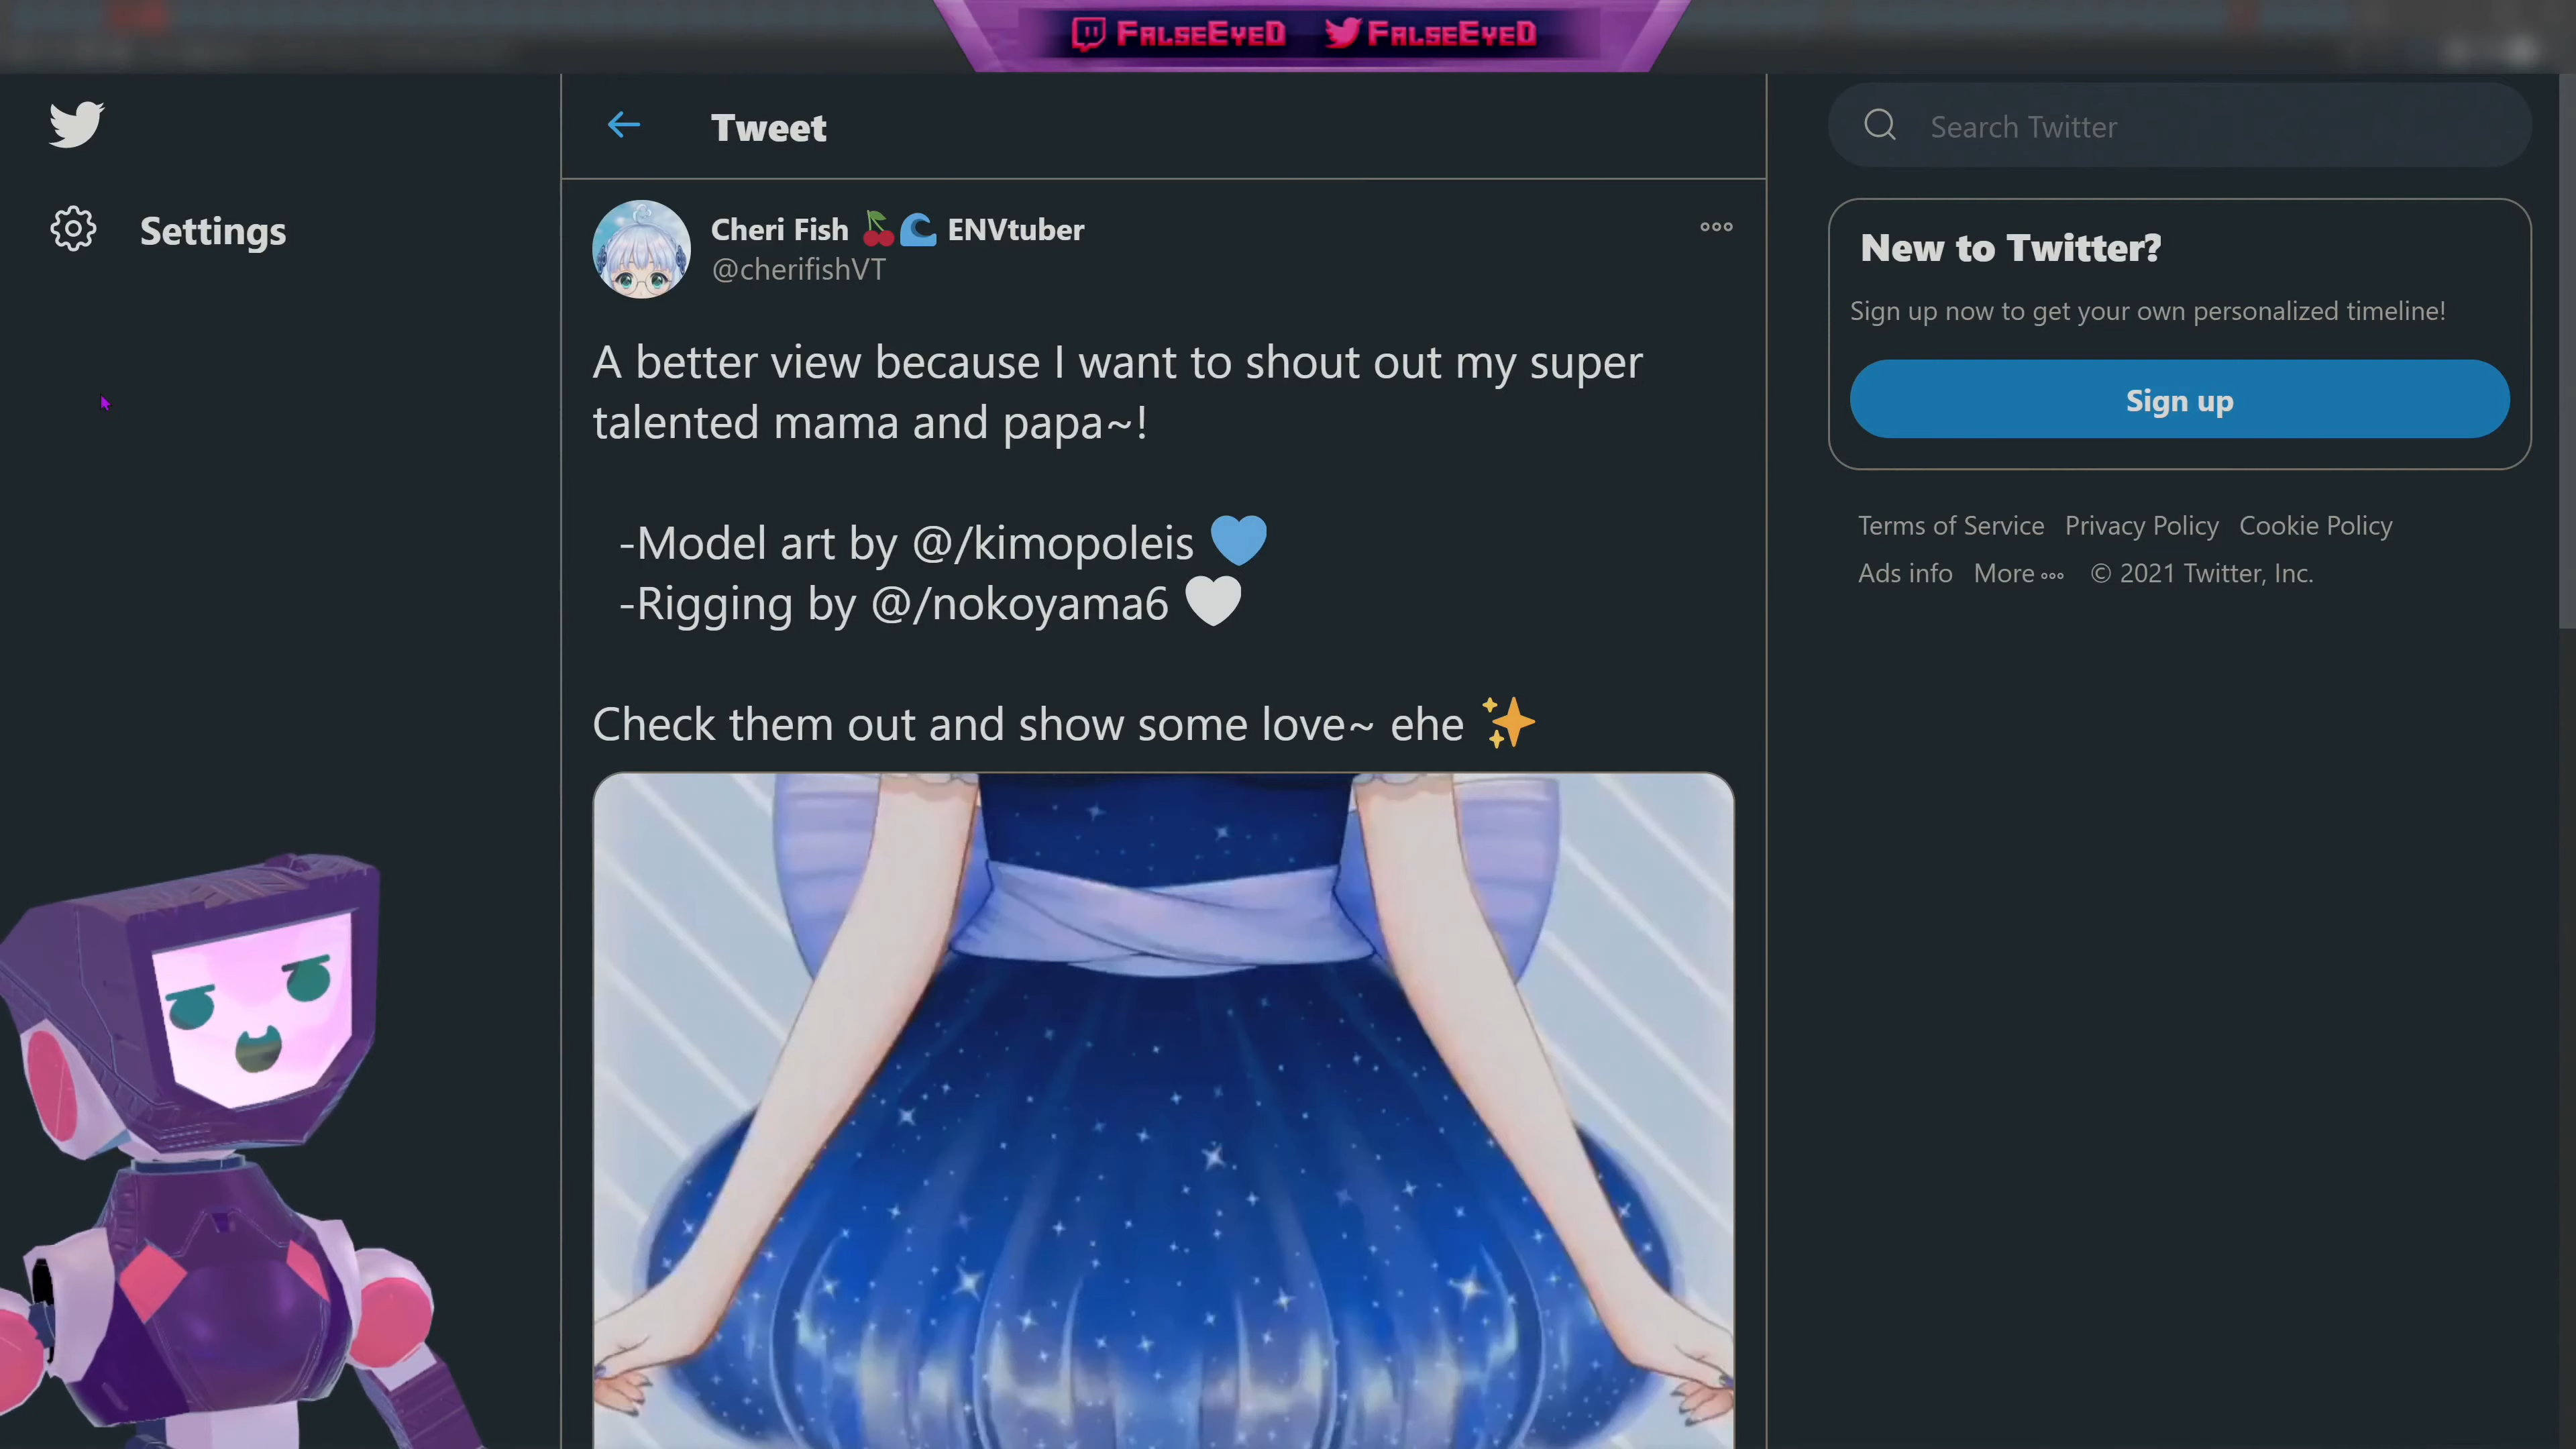 FalseEyeD FalseEyeD
Tweet
Search Twitter
Settings
Cheri Fish 🍒🌊 ENVtuber
@cherifishVT
A better view because I want to shout out my super
talented mama and papa~!
-Model art by @/kimopoleis 💙
-Rigging by @/nokoyama6 🤍
Check them out and show some love~ ehe ✨
New to Twitter?
Sign up now to get your own personalized timeline!
Sign up
Terms of Service Privacy Policy Cookie Policy
Ads info More ••• © 2021 Twitter, Inc.